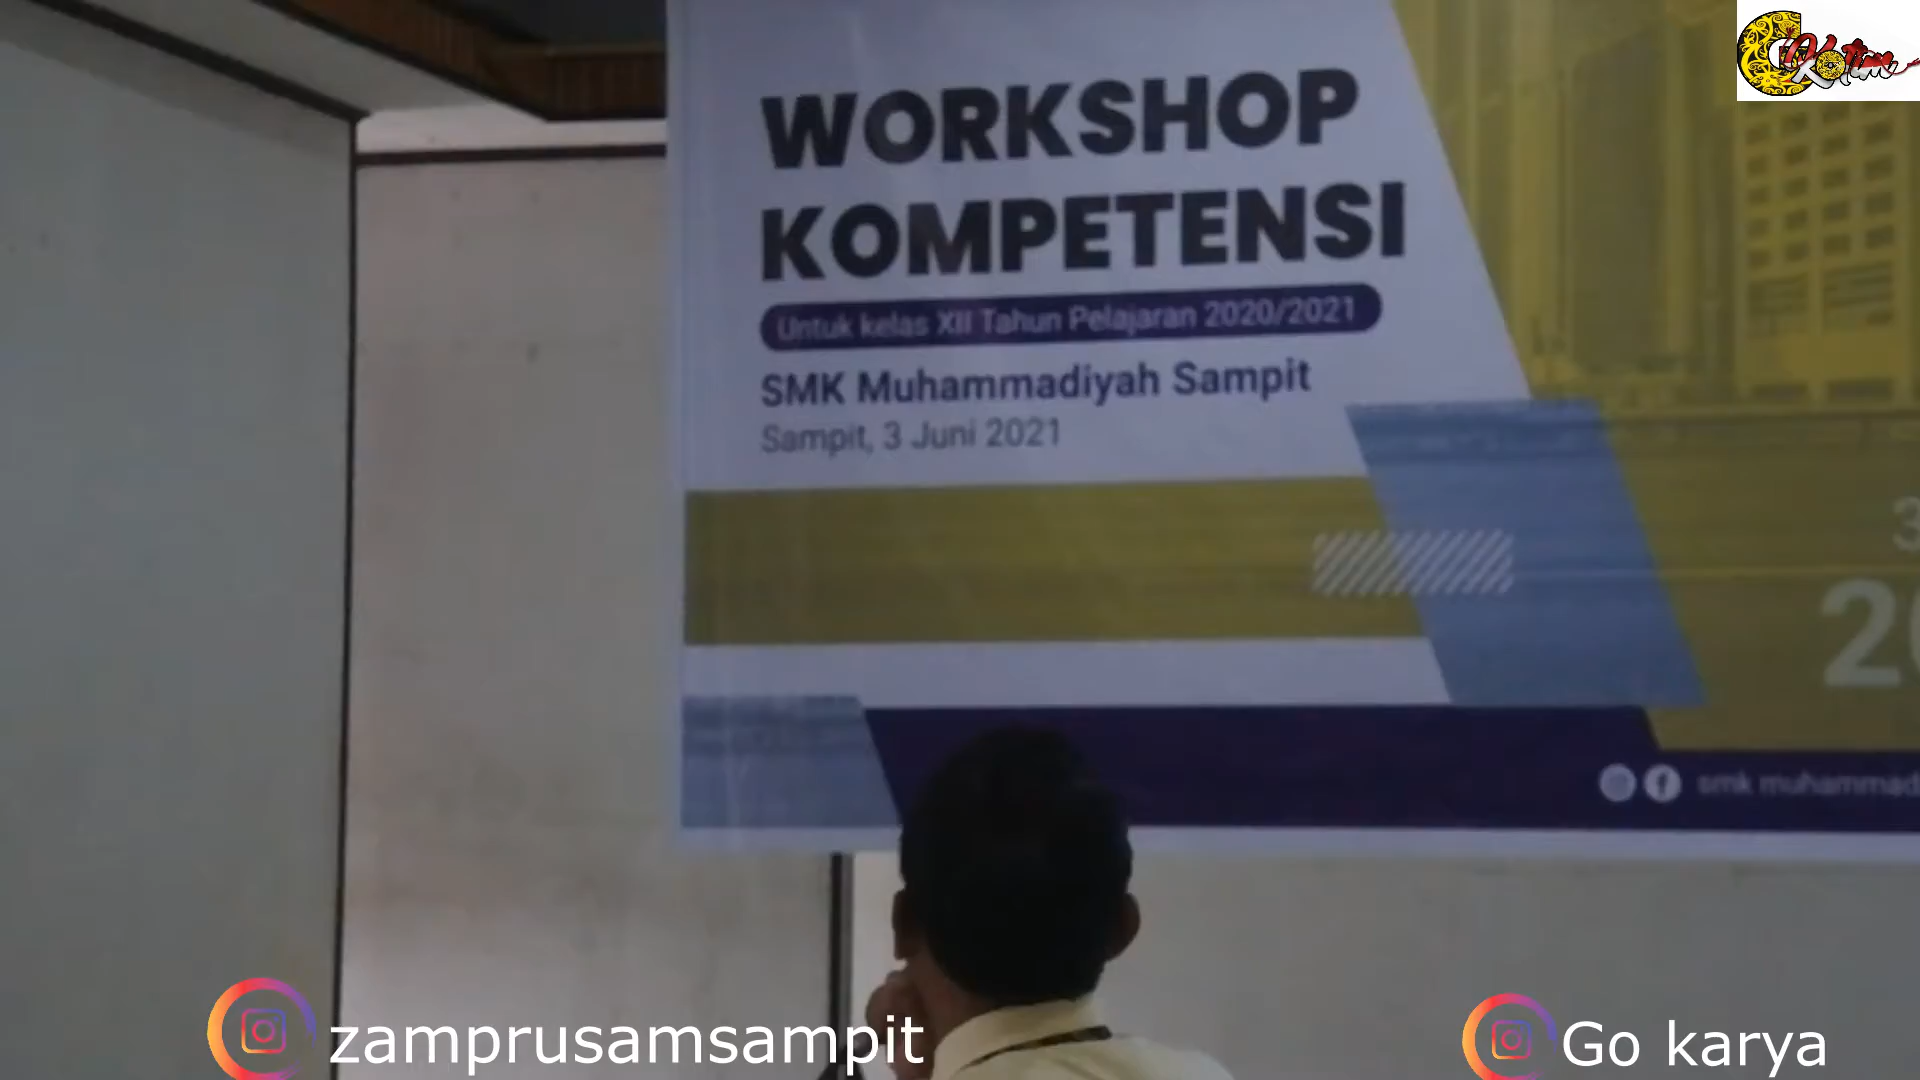 WORKSHOP
KOMPETENSI
Untuk kelas XII Tahun Pelajaran 2020/2021
SMK Muhammadiyah Sampit
Sampit, 3 Juni 2021
smk
zamprusamsampit
Go karya